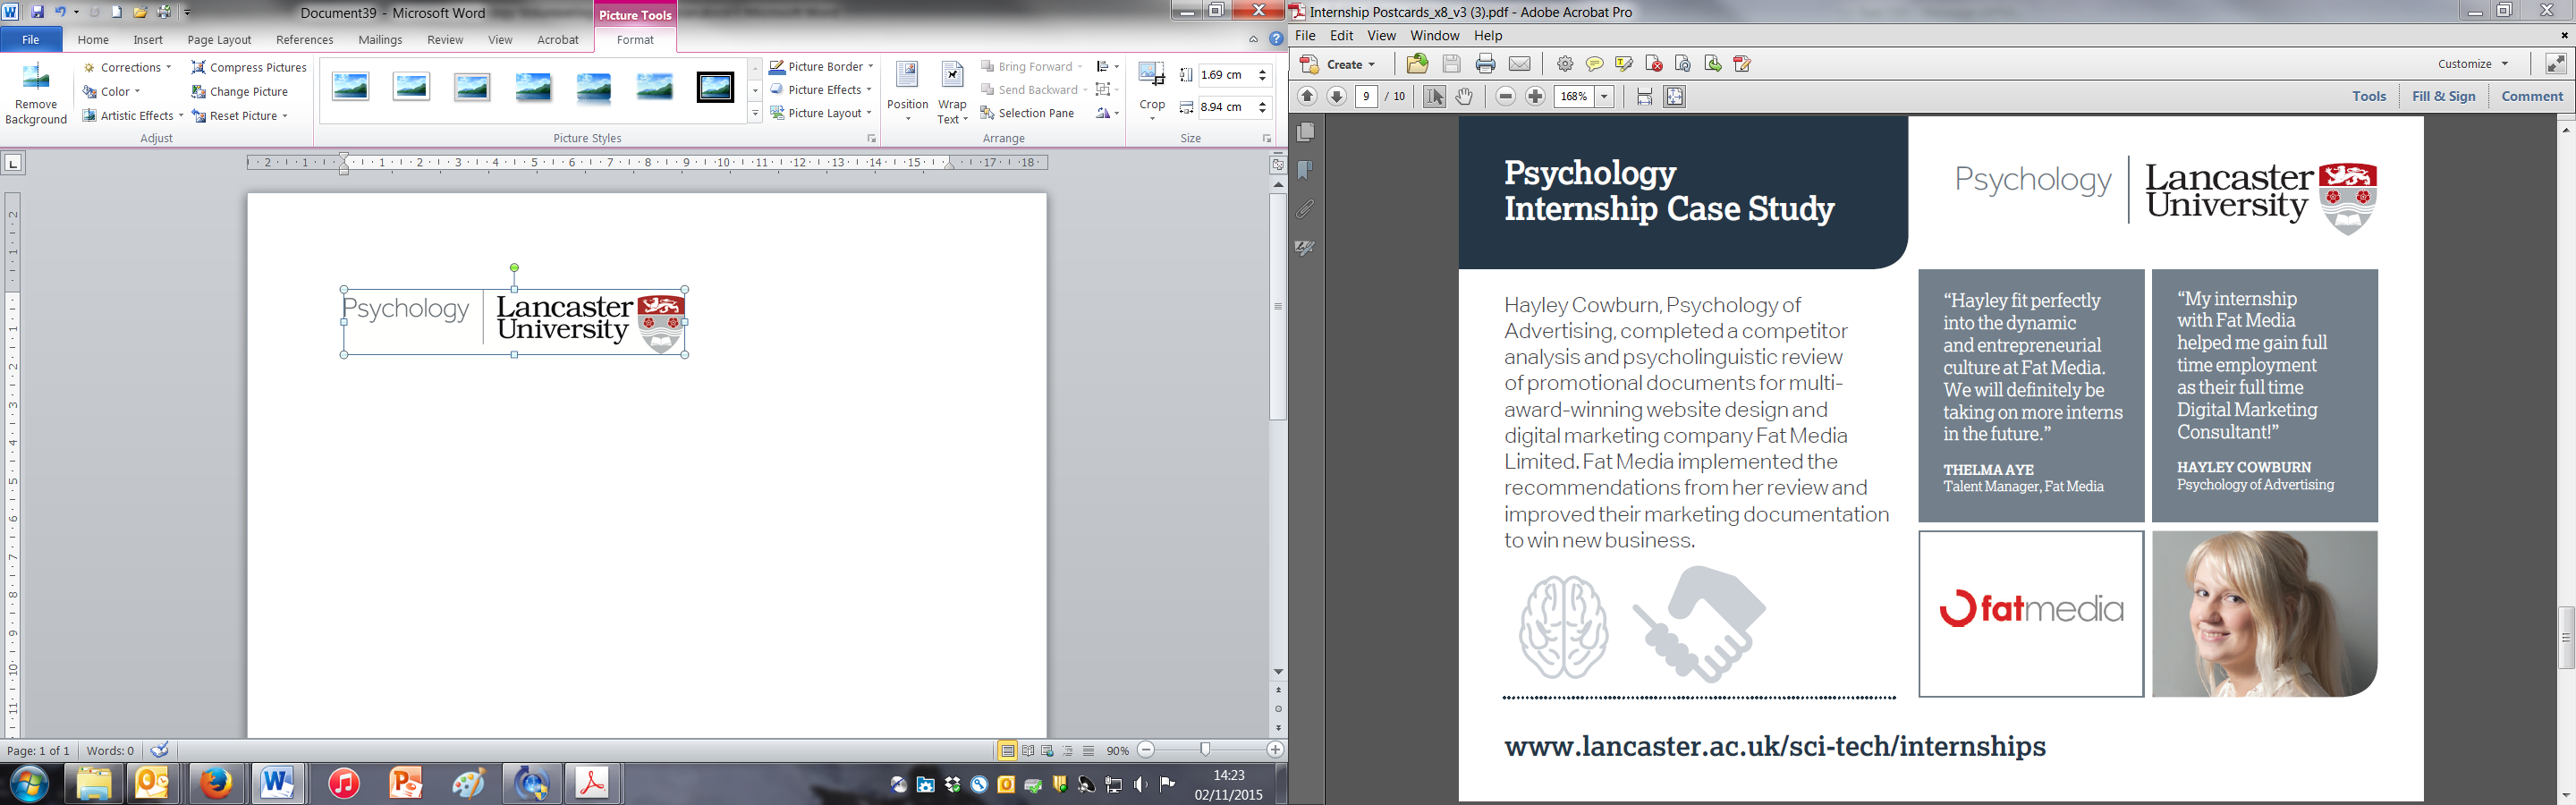 Document39 - Microsoft Word
Picture Tools
File Home Insert Page Layout References Mailings Review View Acrobat Format
Remove Background
Corrections
Color
Artistic Effects
Compress Pictures
Change Picture
Reset Picture
Adjust
Picture Styles
Picture Border
Picture Effects
Picture Layout
Position
Wrap Text
Bring Forward
Send Backward
Selection Pane
Arrange
Crop
1.69 cm
8.94 cm
Size
Psychology
Lancaster
University
Page: 1 of 1 Words: 0
90%
14:23
02/11/2015
Internship Postcards_x8_v3 (3).pdf - Adobe Acrobat Pro
File Edit View Window Help
Create
Customize
9 / 10
168%
Tools Fill & Sign Comment
Psychology
Internship Case Study
Psychology
Lancaster
University
Hayley Cowburn, Psychology of
Advertising, completed a competitor
analysis and psycholinguistic review
of promotional documents for multi-
award-winning website design and
digital marketing company Fat Media
Limited. Fat Media implemented the
recommendations from her review and
improved their marketing documentation
to win new business.
“Hayley fit perfectly
into the dynamic
and entrepreneurial
culture at Fat Media.
We will definitely be
taking on more interns
in the future.”
THELMA AYE
Talent Manager, Fat Media
“My internship
with Fat Media
helped me gain full
time employment
as their full time
Digital Marketing
Consultant!”
HAYLEY COWBURN
Psychology of Advertising
fatmedia
www.lancaster.ac.uk/sci-tech/internships